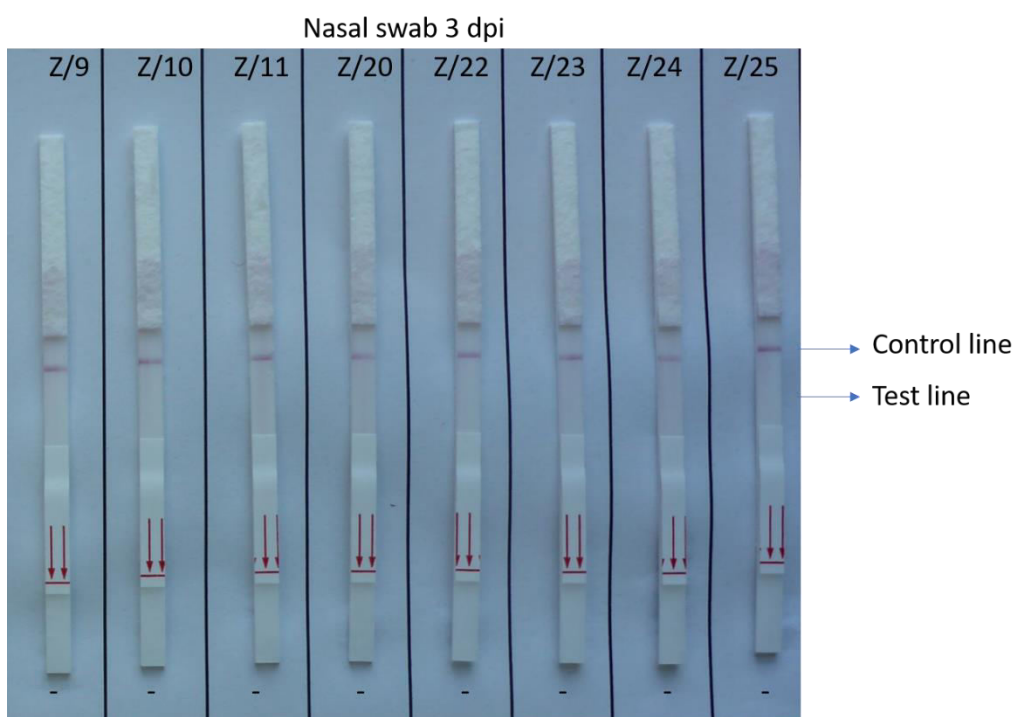 Nasal swab 3 dpi
Z/9 Z/10 Z/11 Z/20 Z/22 Z/23 Z/24 Z/25
Control line
Test line
- - - - - - - -